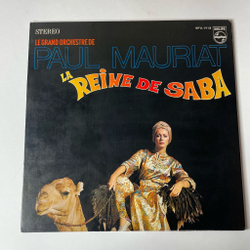 STEREO
LE GRAND ORCHESTRE DE
PAUL MAURIAT
LA REINE DE SABA
PHILIPS